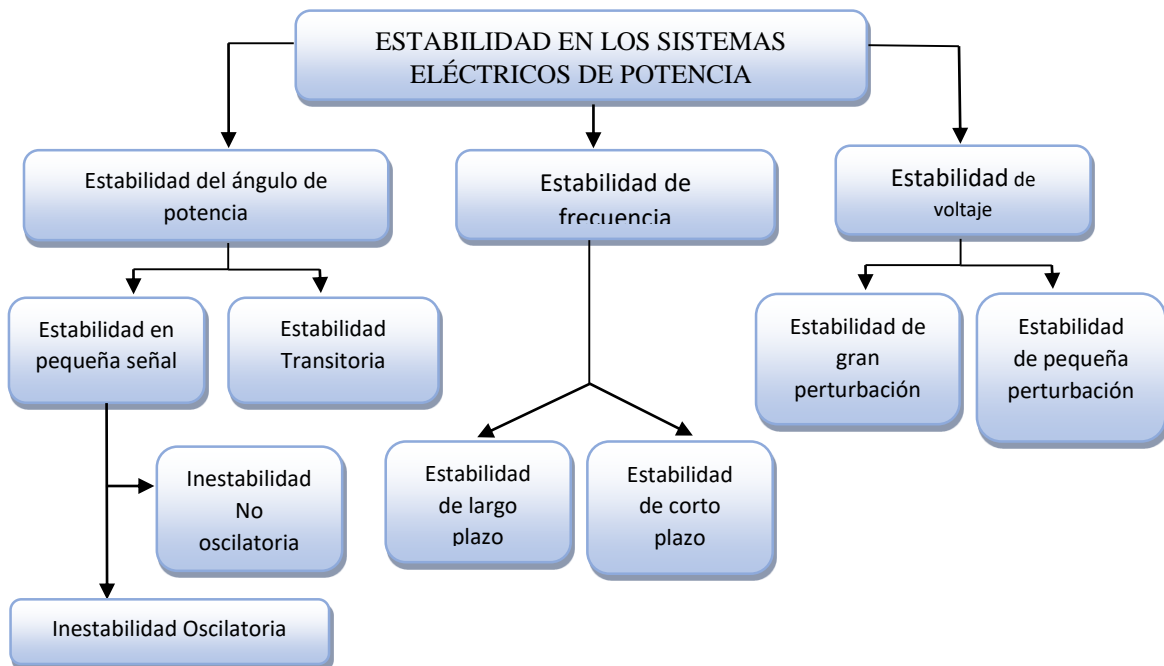 ESTABILIDAD EN LOS SISTEMAS
ELÉCTRICOS DE POTENCIA
Estabilidad del ángulo de
potencia
Estabilidad de
frecuencia
Estabilidad de
voltaje
Estabilidad en
pequeña señal
Estabilidad
Transitoria
Estabilidad de
gran
perturbación
Estabilidad
de pequeña
perturbación
Inestabilidad
No
oscilatoria
Estabilidad
de largo
plazo
Estabilidad
de corto
plazo
Inestabilidad Oscilatoria